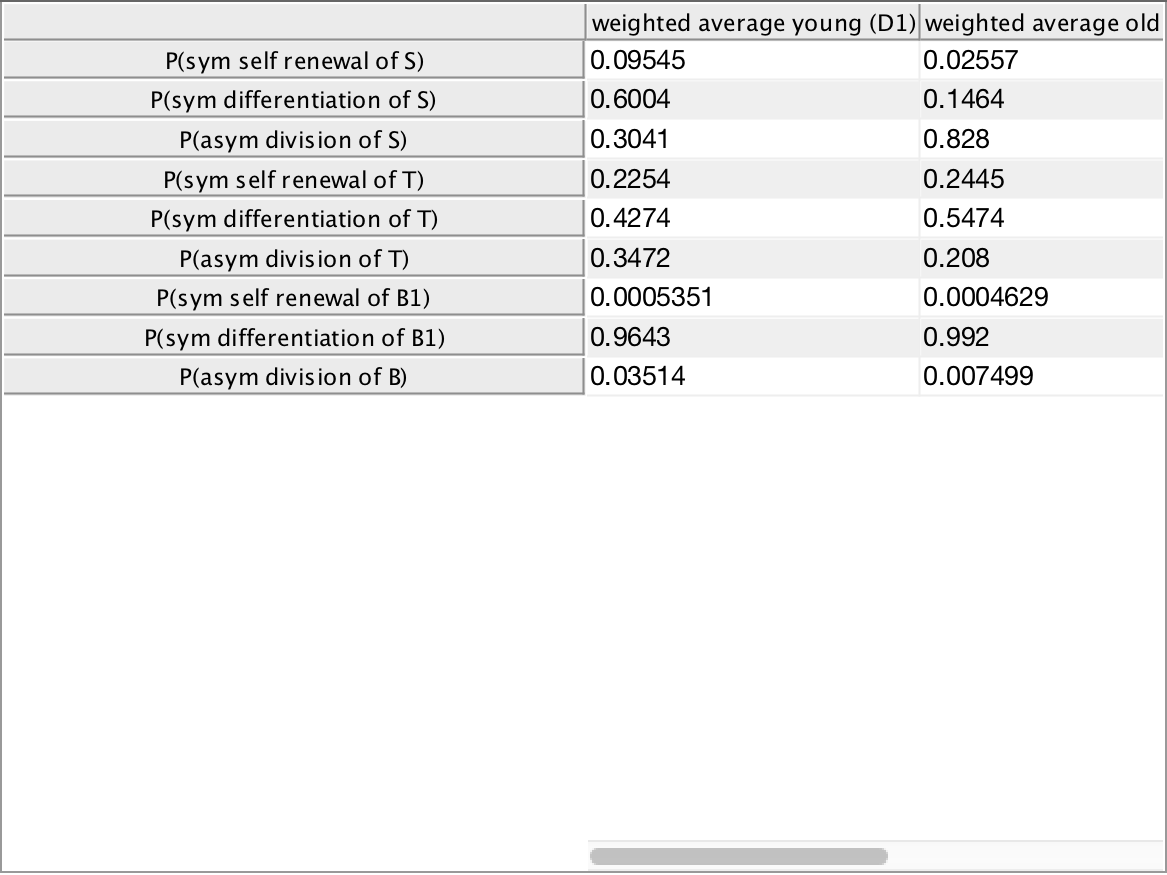 weighted average young (D1) weighted average old
P(sym self renewal of S) 0.09545 0.02557
P(sym differentiation of S) 0.6004 0.1464
P(asym division of S) 0.3041 0.828
P(sym self renewal of T) 0.2254 0.2445
P(sym differentiation of T) 0.4274 0.5474
P(asym division of T) 0.3472 0.208
P(sym self renewal of B1) 0.0005351 0.0004629
P(sym differentiation of B1) 0.9643 0.992
P(asym division of B) 0.03514 0.007499